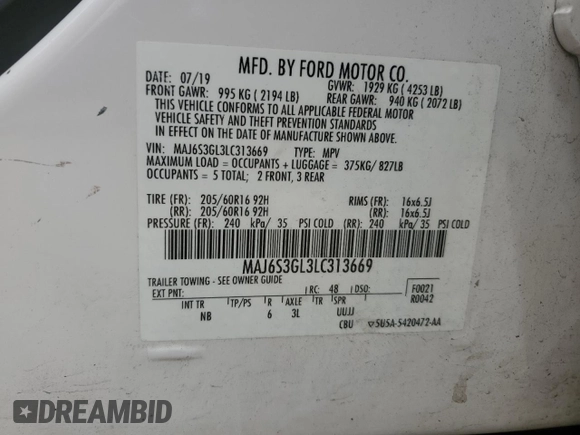 MFD. BY FORD MOTOR CO.
DATE: 07/19 GVWR: 1929 KG ( 4253 LB)
FRONT GAWR: 995 KG ( 2194 LB) REAR GAWR: 940 KG ( 2072 LB)
THIS VEHICLE CONFORMS TO ALL APPLICABLE FEDERAL MOTOR
VEHICLE SAFETY AND THEFT PREVENTION STANDARDS
IN EFFECT ON THE DATE OF MANUFACTURE SHOWN ABOVE.
VIN: MAJ6S3GL3LC313669 TYPE: MPV
MAXIMUM LOAD = OCCUPANTS + LUGGAGE = 375KG/ 827LB
OCCUPANTS = 5 TOTAL; 2 FRONT, 3 REAR
TIRE (FR): 205/60R16 92H RIMS (FR): 16x6.5J
(RR): 205/60R16 92H (RR): 16x6.5J
PRESSURE (FR): 240 kPa/ 35 PSI COLD (RR): 240 kPa/ 35 PSI COLD
MAJ6S3GL3LC313669
TRAILER TOWING - SEE OWNER GUIDE
EXT PNT: RC: 48 DSO: F0021
R0042
INT TR TP/PS R AXLE TR SPR
NB 6 3L UUJJ
CBU ▽5U5A-5420472-AA
DREAMBID